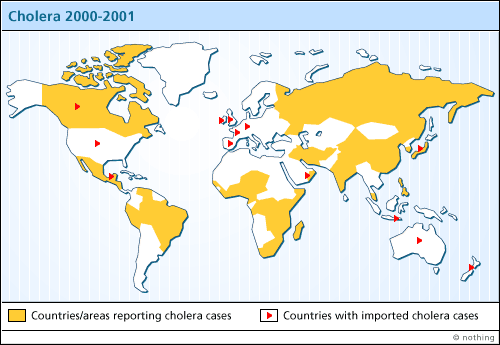 Cholera 2000-2001
Countries/areas reporting cholera cases
Countries with imported cholera cases
© nothing